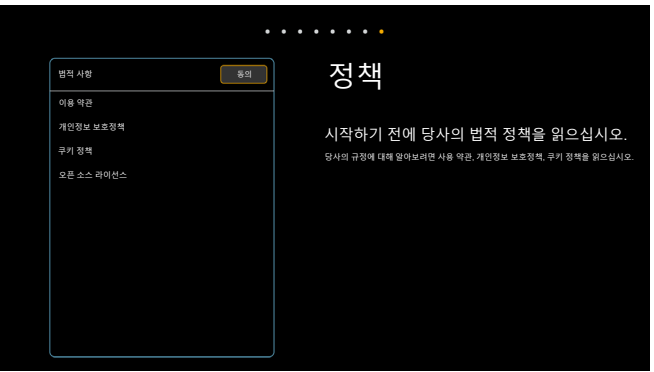 법적 사항
동의
이용 약관
개인정보 보호정책
쿠키 정책
오픈 소스 라이선스
정책
시작하기 전에 당사의 법적 정책을 읽으십시오.
당사의 규정에 대해 알아보려면 사용 약관, 개인정보 보호정책, 쿠키 정책을 읽으십시오.